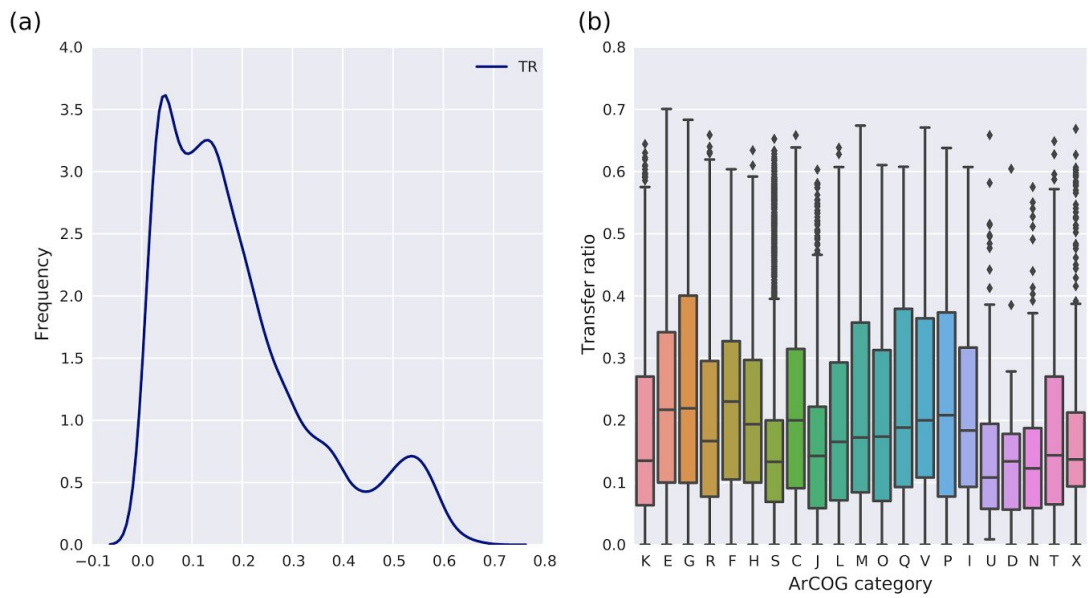 (a)
4.0
3.5
3.0
2.5
2.0
1.5
1.0
0.5
0.0
Frequency
TR
−0.1 0.0 0.1 0.2 0.3 0.4 0.5 0.6 0.7 0.8
(b)
0.8
0.7
0.6
0.5
0.4
0.3
0.2
0.1
0.0
Transfer ratio
K E G R F H S C J L M O Q V P I U D N T X
ArCOG category